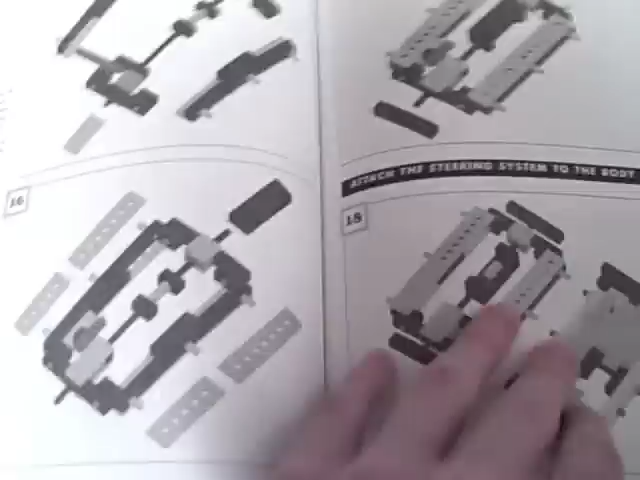 16
ATTACH THE STEERING SYSTEM TO THE BODY
18